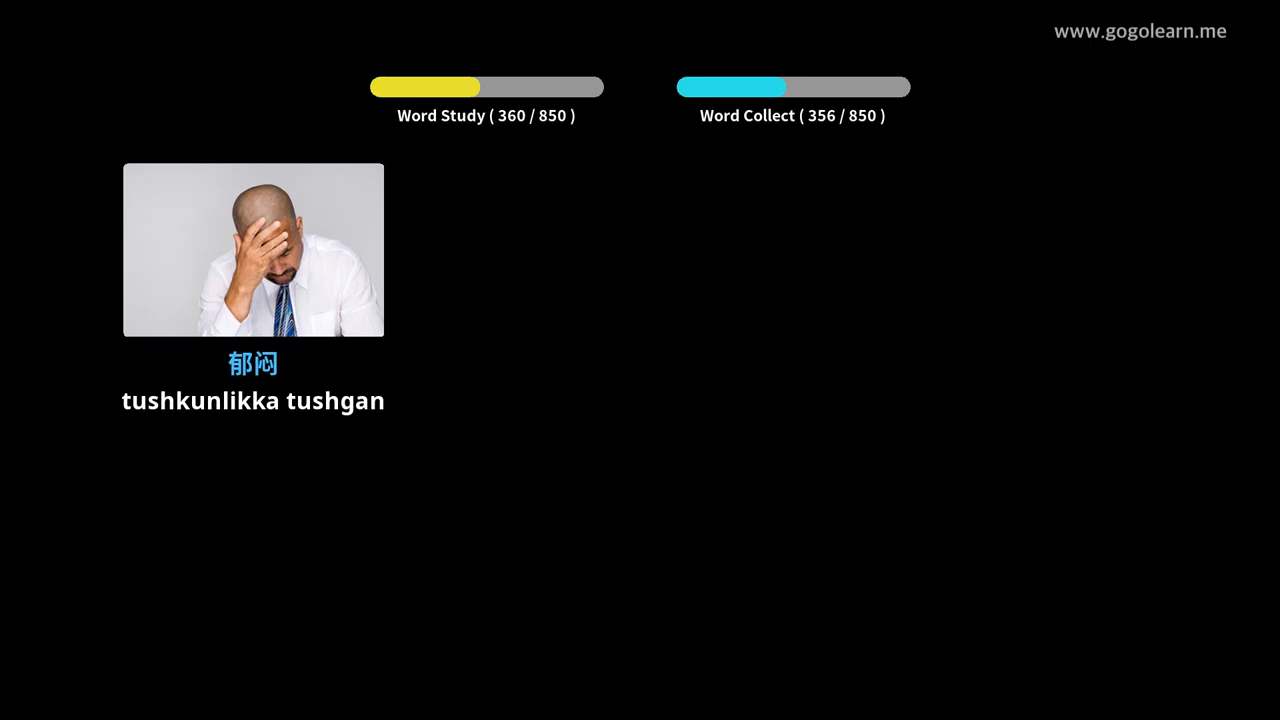 www.gogolearn.me
Word Study ( 360 / 850 )
Word Collect ( 356 / 850 )
郁闷
tushkunlikka tushgan